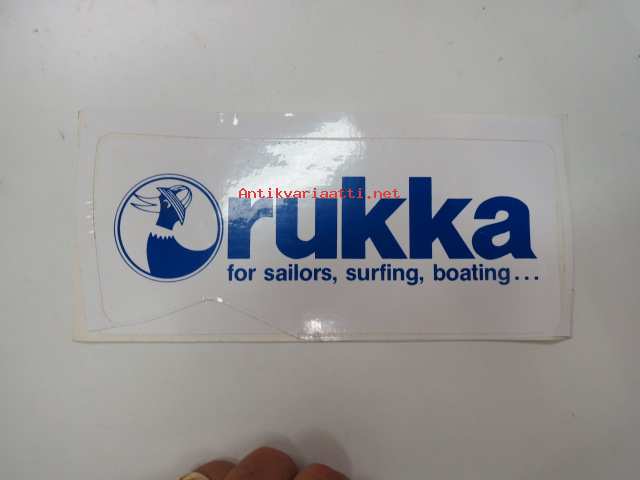 Antikvariaatti.net
rukka
for sailors, surfing, boating...